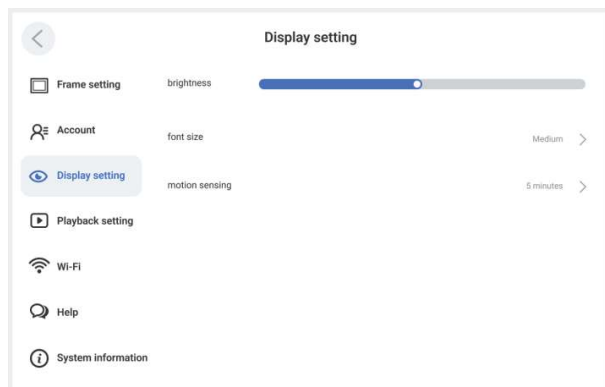 Display setting
Frame setting
Account
Display setting
Playback setting
Wi-Fi
Help
System information
brightness
font size
Medium
motion sensing
5 minutes